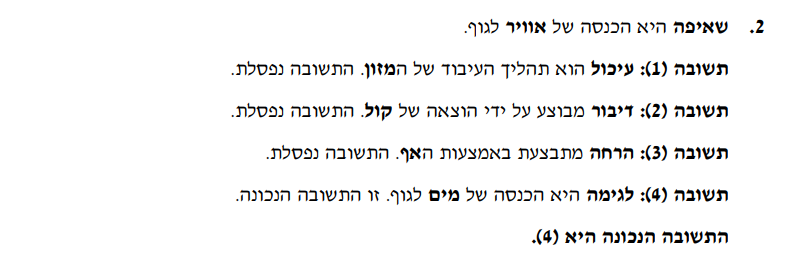 2. שאיפה היא הכנסה של אוויר לגוף.
תשובה (1): עיכול הוא תהליך העיבוד של המזון. התשובה נפסלת.
תשובה (2): דיבור מבוצע על ידי הוצאה של קול. התשובה נפסלת.
תשובה (3): הרחה מתבצעת באמצעות האף. התשובה נפסלת.
תשובה (4): לגימה היא הכנסה של מים לגוף. זו התשובה הנכונה.
התשובה הנכונה היא (4).